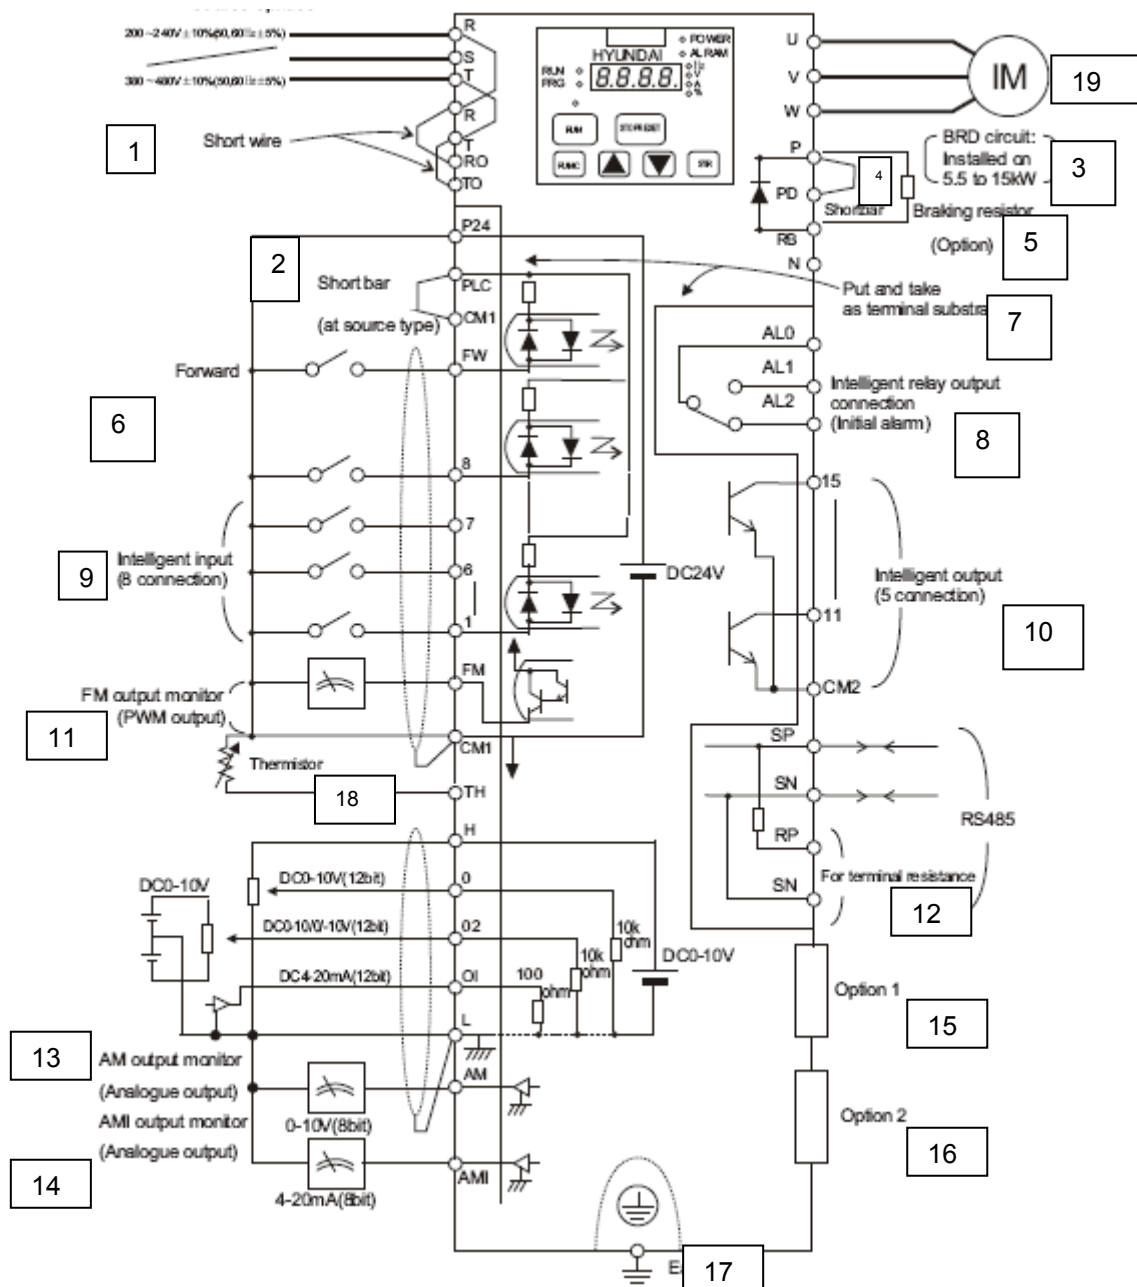 200~240V±10%(50,60Hz±5%)
380~480V±10%(50,60Hz±5%)
R
S
T
R
T
RO
TO
Short wire
1
HYUNDAI
POWER
ALRAM
RUN
PRG
8.8.8.8.
Hz
V
A
%
RUN
STOP/RESET
FUNC
STR
U
V
W
IM
19
P
PD
RB
N
4
Shortbar
BRD circuit:
Installed on
5.5 to 15kW
3
Braking resistor
(Option)
5
P24
2
Short bar
(at source type)
PLC
CM1
Put and take
as terminal substra
7
Forward
FW
6
8
7
6
1
9
Intelligent input
(8 connection)
DC24V
AL0
AL1
AL2
Intelligent relay output
connection
(Initial alarm)
8
15
11
CM2
Intelligent output
(5 connection)
10
FM output monitor
(PWM output)
11
FM
CM1
Thermistor
18
TH
SP
SN
RP
SN
RS485
For terminal resistance
12
H
DC0-10V
DC0-10V(12bit)
0
DC0-10/0/-10V(12bit)
02
DC4-20mA(12bit)
OI
L
100
ohm
10k
ohm
10k
ohm
DC0-10V
13
AM output monitor
(Analogue output)
AM
0-10V(8bit)
AMI output monitor
(Analogue output)
14
AMI
4-20mA(8bit)
Option 1
15
Option 2
16
17